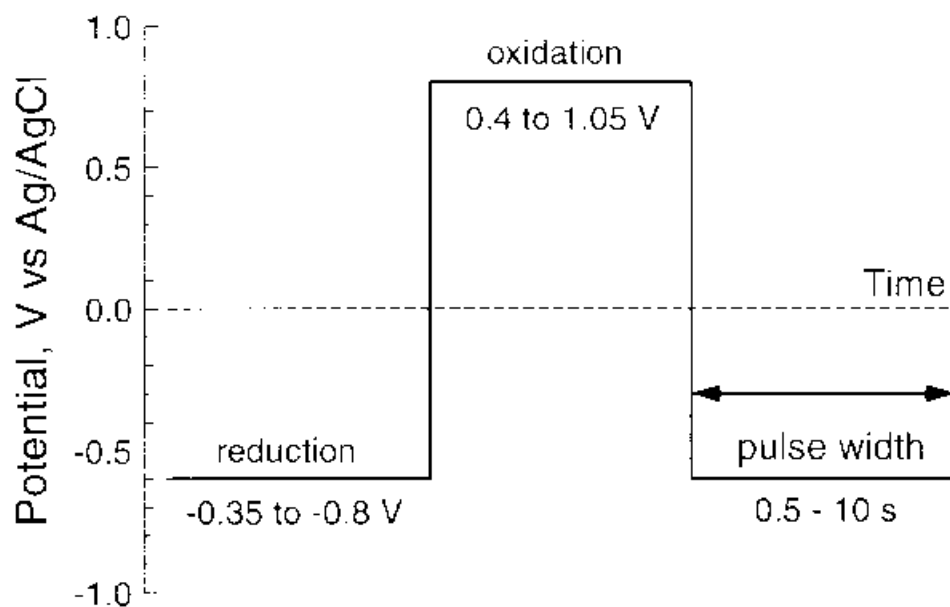 1.0
oxidation
0.4 to 1.05 V
0.5
Potential, V vs Ag/AgCl
Time
0.0
reduction
-0.5
pulse width
-0.35 to -0.8 V
0.5 - 10 s
-1.0